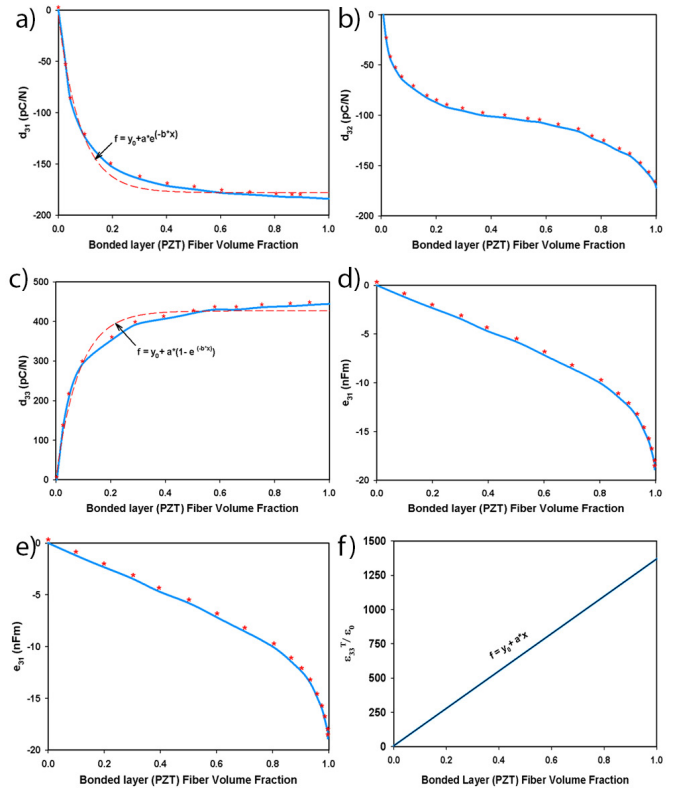 a)
0
-50
-100
-150
-200
d31 (pC/N)
f = y0+a*e(-b*x)
0.0 0.2 0.4 0.6 0.8 1.0
Bonded layer (PZT) Fiber Volume Fraction
b)
0
-50
-100
-150
-200
d32 (pC/N)
0.0 0.2 0.4 0.6 0.8 1.0
Bonded layer (PZT) Fiber Volume Fraction
c)
500
400
300
200
100
0
d33 (pC/N)
f = y0+ a*(1- e (-b*x))
0.0 0.2 0.4 0.6 0.8 1.0
Bonded layer (PZT) Fiber Volume Fraction
d)
0
-5
-10
-15
-20
e31 (nFm)
0.0 0.2 0.4 0.6 0.8 1.0
Bonded layer (PZT) Fiber Volume Fraction
e)
0
-5
-10
-15
-20
e31 (nFm)
0.0 0.2 0.4 0.6 0.8 1.0
Bonded layer (PZT) Fiber Volume Fraction
f)
1500
1250
1000
750
500
250
0
ε33T/ ε0
f = y0+ a*x
0.0 0.2 0.4 0.6 0.8 1.0
Bonded Layer (PZT) Fiber Volume Fraction